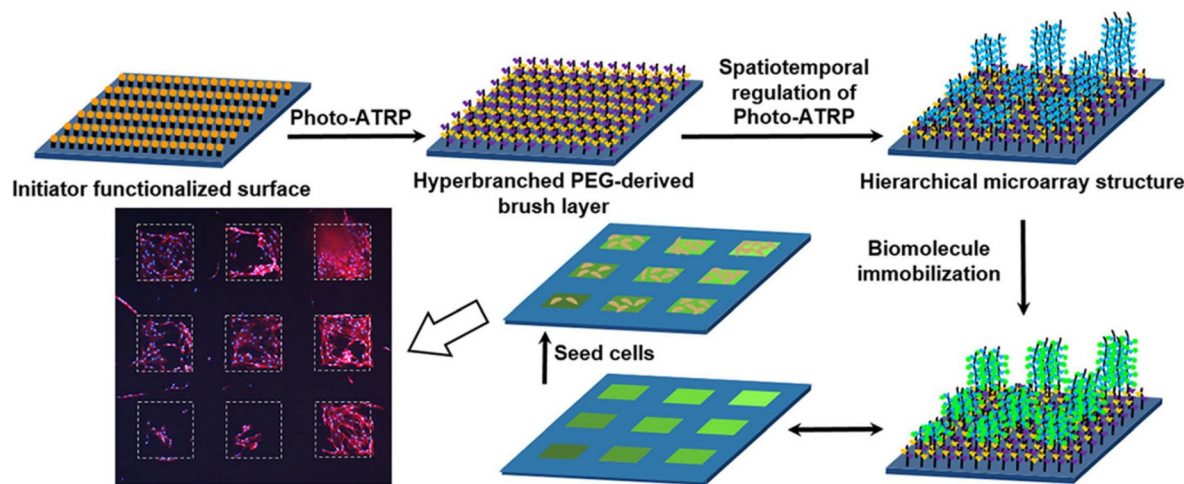 Photo-ATRP
Spatiotemporal
regulation of
Photo-ATRP
Initiator functionalized surface
Hyperbranched PEG-derived
brush layer
Hierarchical microarray structure
Biomolecule
immobilization
Seed cells